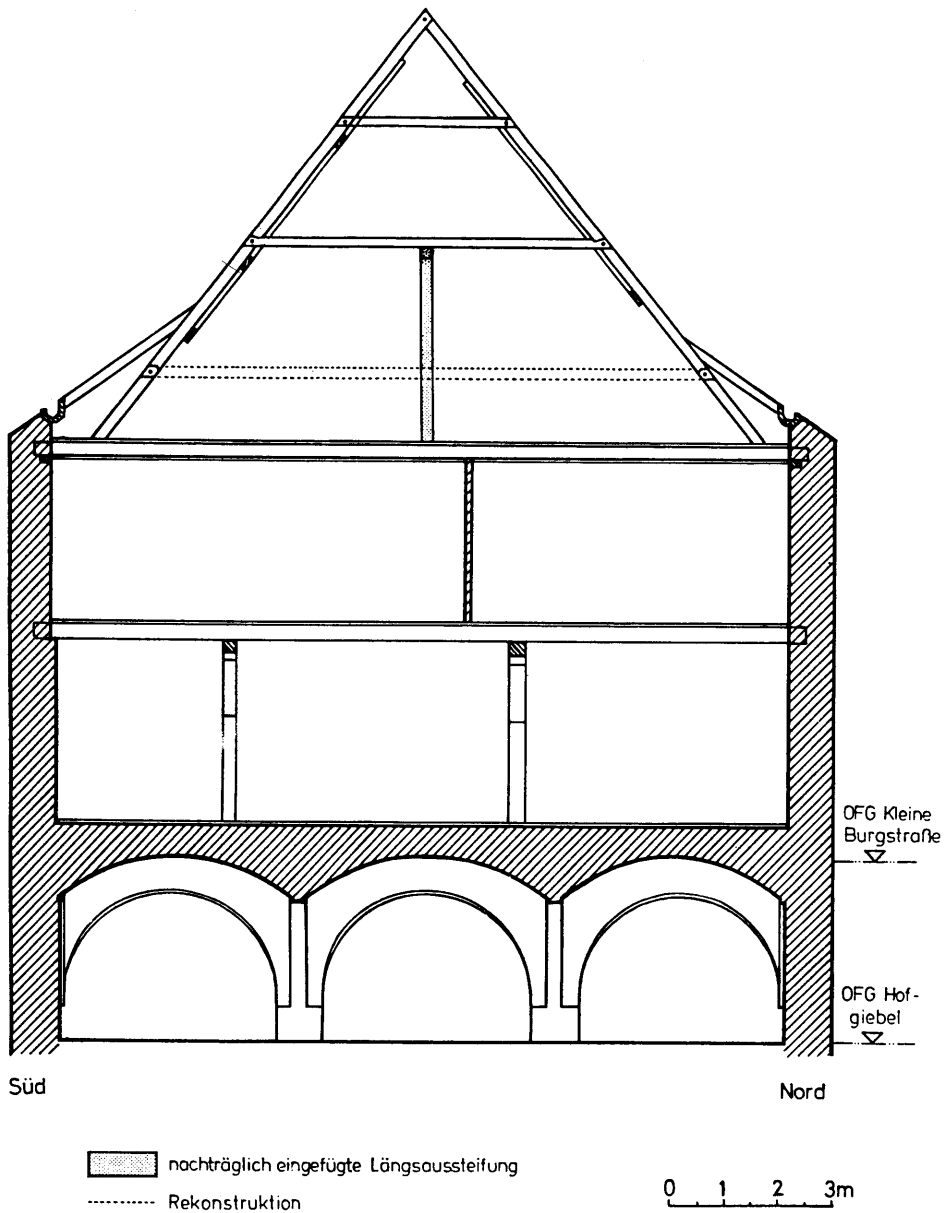 OFG Kleine
Burgstraße
OFG Hof-
giebel
Süd
Nord
nachträglich eingefügte Längsaussteifung
Rekonstruktion
0 1 2 3m